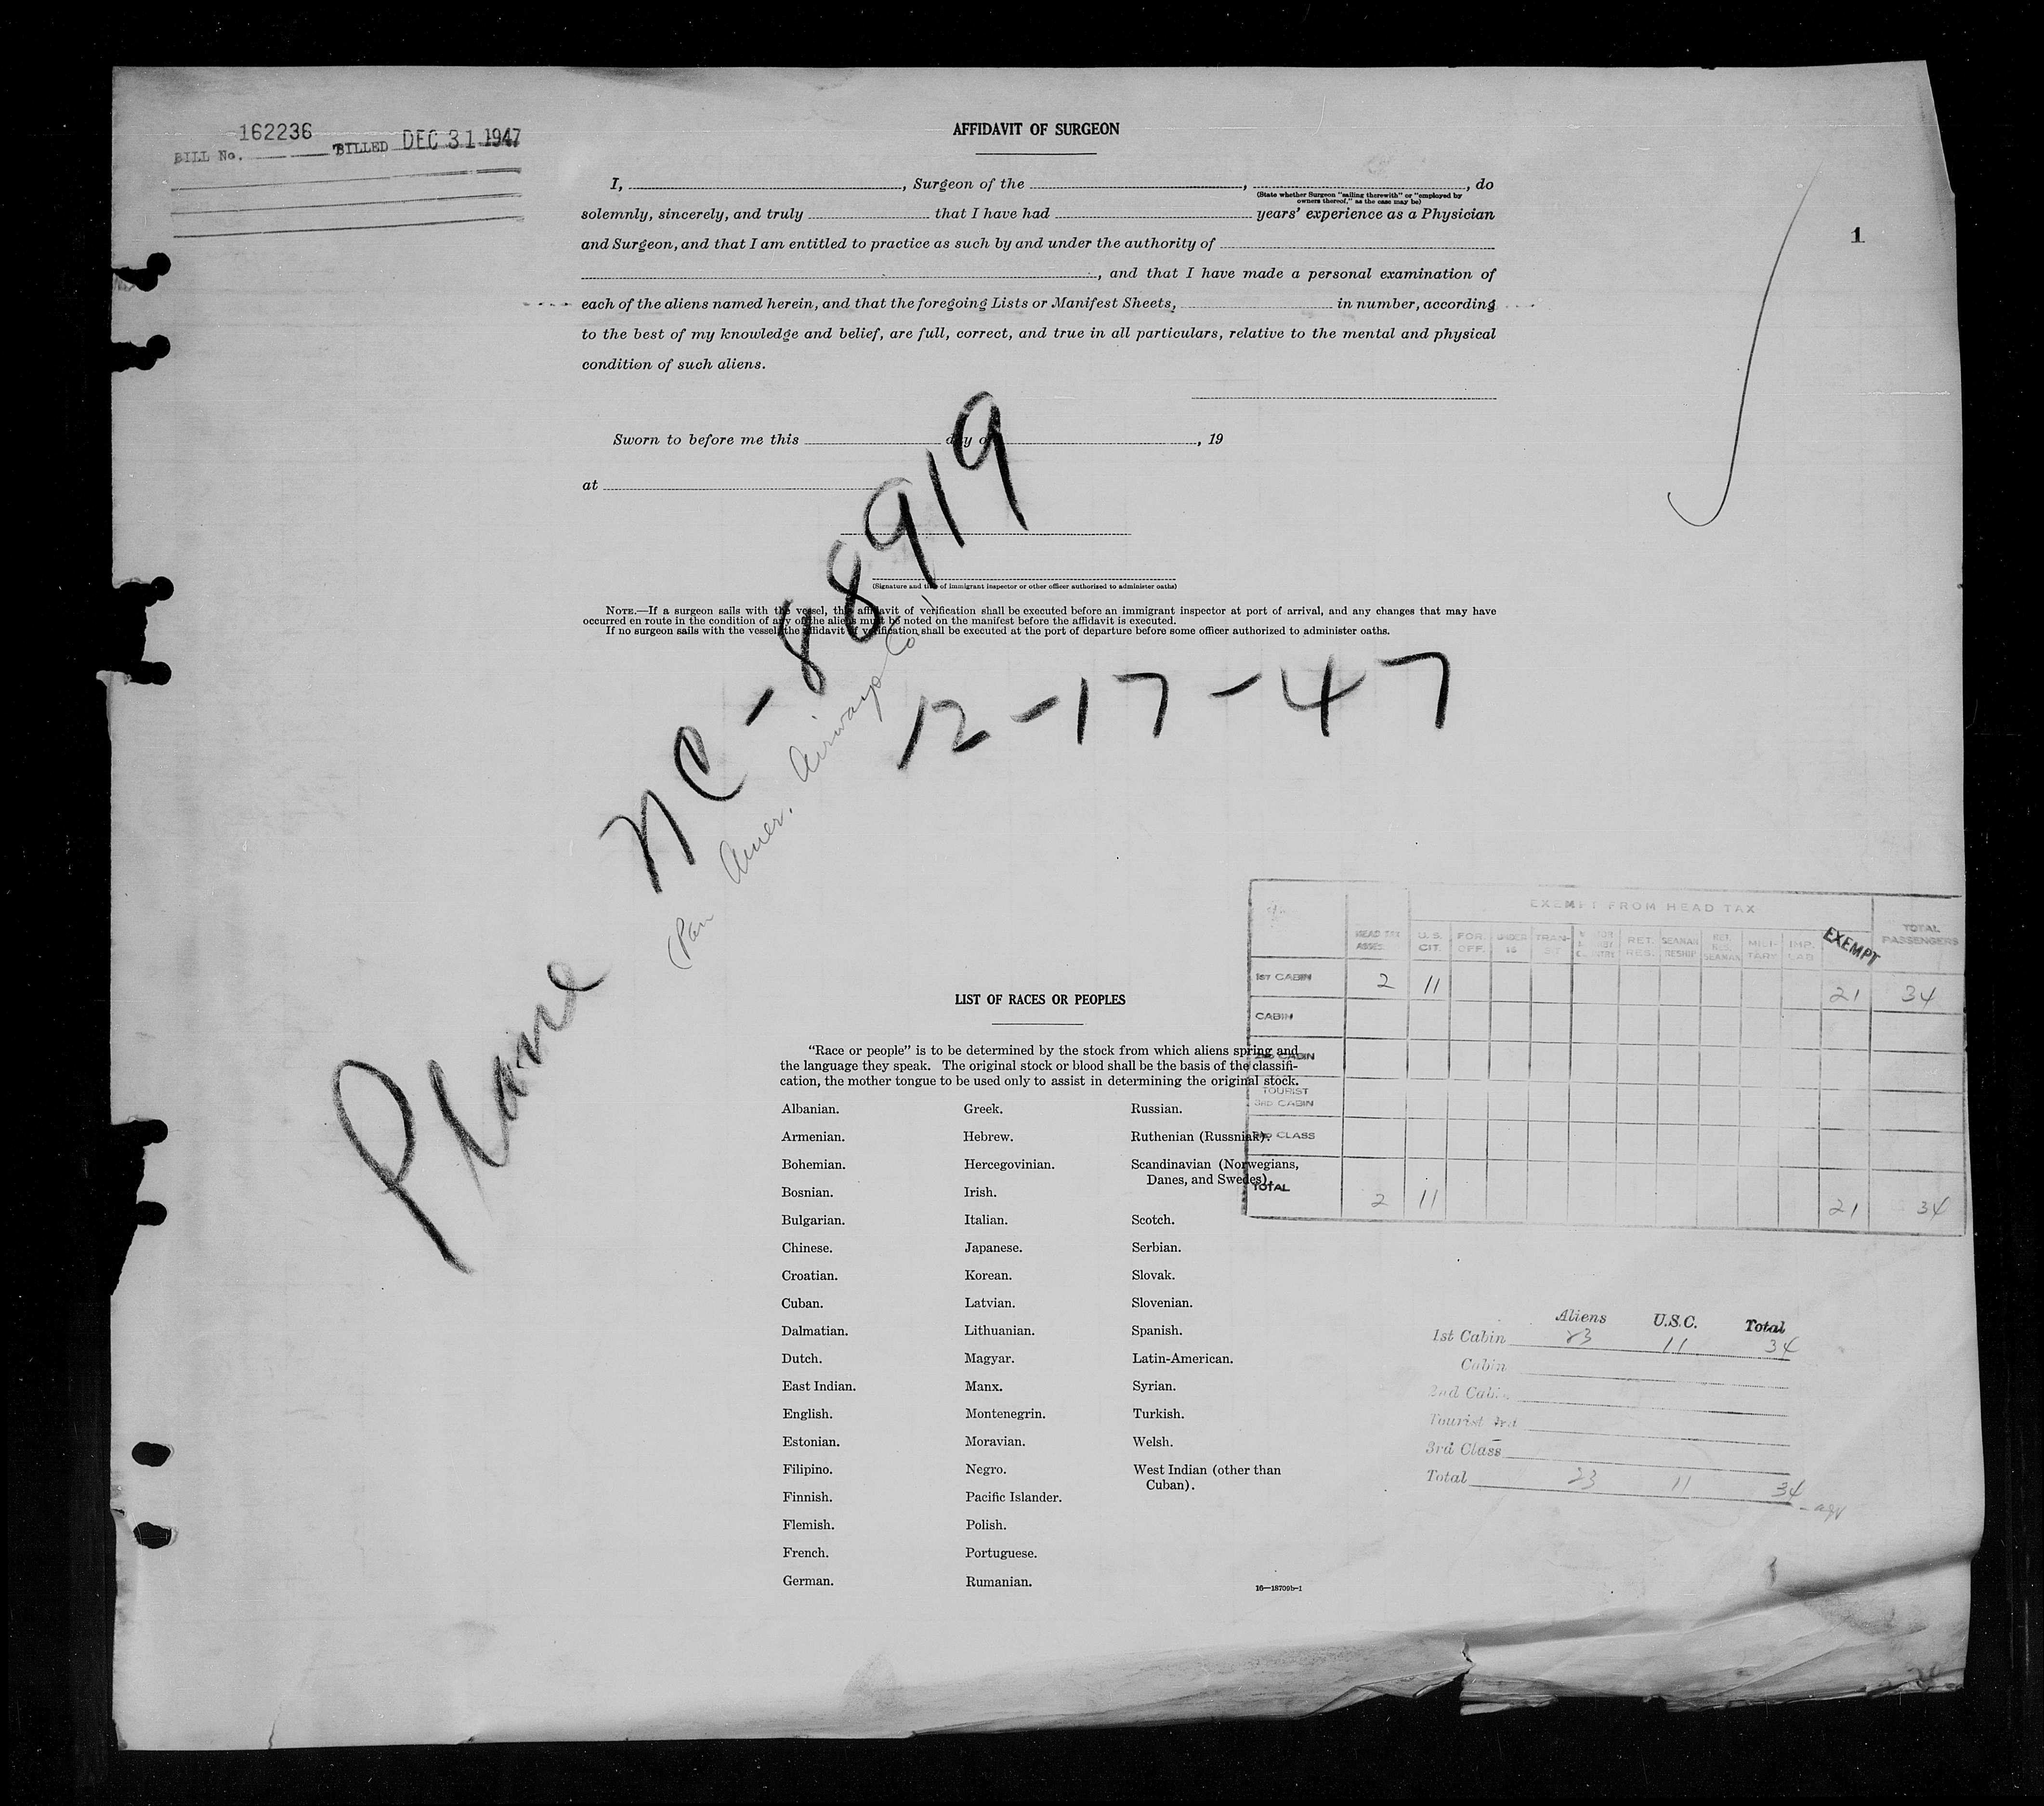 162236
BILL No. BILLED DEC 31 1947
AFFIDAVIT OF SURGEON
1
I, , Surgeon of the , , do
(State whether Surgeon "sailing therewith" or "employed by
owners thereof," as the case may be)
solemnly, sincerely, and truly that I have had years' experience as a Physician
and Surgeon, and that I am entitled to practice as such by and under the authority of
, and that I have made a personal examination of
each of the aliens named herein, and that the foregoing Lists or Manifest Sheets, in number, according
to the best of my knowledge and belief, are full, correct, and true in all particulars, relative to the mental and physical
condition of such aliens.
Sworn to before me this day of , 19
at
(Signature and title of immigrant inspector or other officer authorized to administer oaths)
NOTE.—If a surgeon sails with the vessel, this affidavit of verification shall be executed before an immigrant inspector at port of arrival, and any changes that may have
occurred en route in the condition of any of the aliens must be noted on the manifest before the affidavit is executed.
If no surgeon sails with the vessel, the affidavit of verification shall be executed at the port of departure before some officer authorized to administer oaths.
Plane NC-88919
(Pan Amer. Airways Co.)
12-17-47
EXEMPT FROM HEAD TAX
HEAD TAX ASSES. U.S. CIT. FOR. OFF. UNDER 16 TRAN-SIT RET. RES. SEAMAN RESHIP RET. RES. SEAMAN MILI-TARY IMP. LAB EXEMPT TOTAL PASSENGERS
1ST CABIN 2 11 21 34
CABIN
2ND CABIN
TOURIST
3RD CABIN
3RD CLASS
TOTAL 2 11 21 34
LIST OF RACES OR PEOPLES
"Race or people" is to be determined by the stock from which aliens spring and
the language they speak. The original stock or blood shall be the basis of the classifi-
cation, the mother tongue to be used only to assist in determining the original stock.
Albanian. Greek. Russian.
Armenian. Hebrew. Ruthenian (Russniak).
Bohemian. Hercegovinian. Scandinavian (Norwegians,
Danes, and Swedes).
Bosnian. Irish.
Bulgarian. Italian. Scotch.
Chinese. Japanese. Serbian.
Croatian. Korean. Slovak.
Cuban. Latvian. Slovenian.
Dalmatian. Lithuanian. Spanish.
Dutch. Magyar. Latin-American.
East Indian. Manx. Syrian.
English. Montenegrin. Turkish.
Estonian. Moravian. Welsh.
Filipino. Negro. West Indian (other than
Cuban).
Finnish. Pacific Islander.
Flemish. Polish.
French. Portuguese.
German. Rumanian.
16—18709b-1
Aliens U.S.C. Total
1st Cabin 23 11 34
Cabin
2nd Cabin
Tourist 3rd
3rd Class
Total 23 11 34